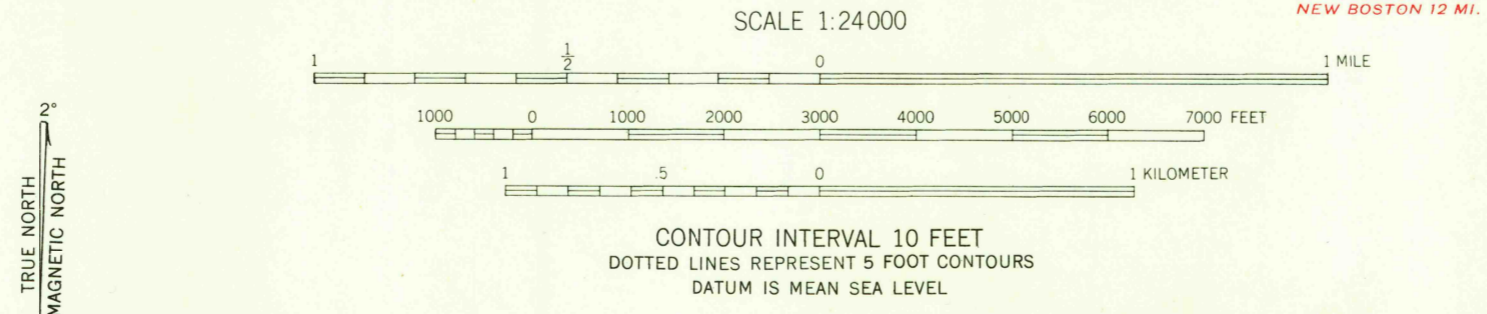 NEW BOSTON 12 MI.
SCALE 1:24000
1 1/2 0 1 MILE
1000 0 1000 2000 3000 4000 5000 6000 7000 FEET
1 .5 0 1 KILOMETER
CONTOUR INTERVAL 10 FEET
DOTTED LINES REPRESENT 5 FOOT CONTOURS
DATUM IS MEAN SEA LEVEL
2°
TRUE NORTH
MAGNETIC NORTH